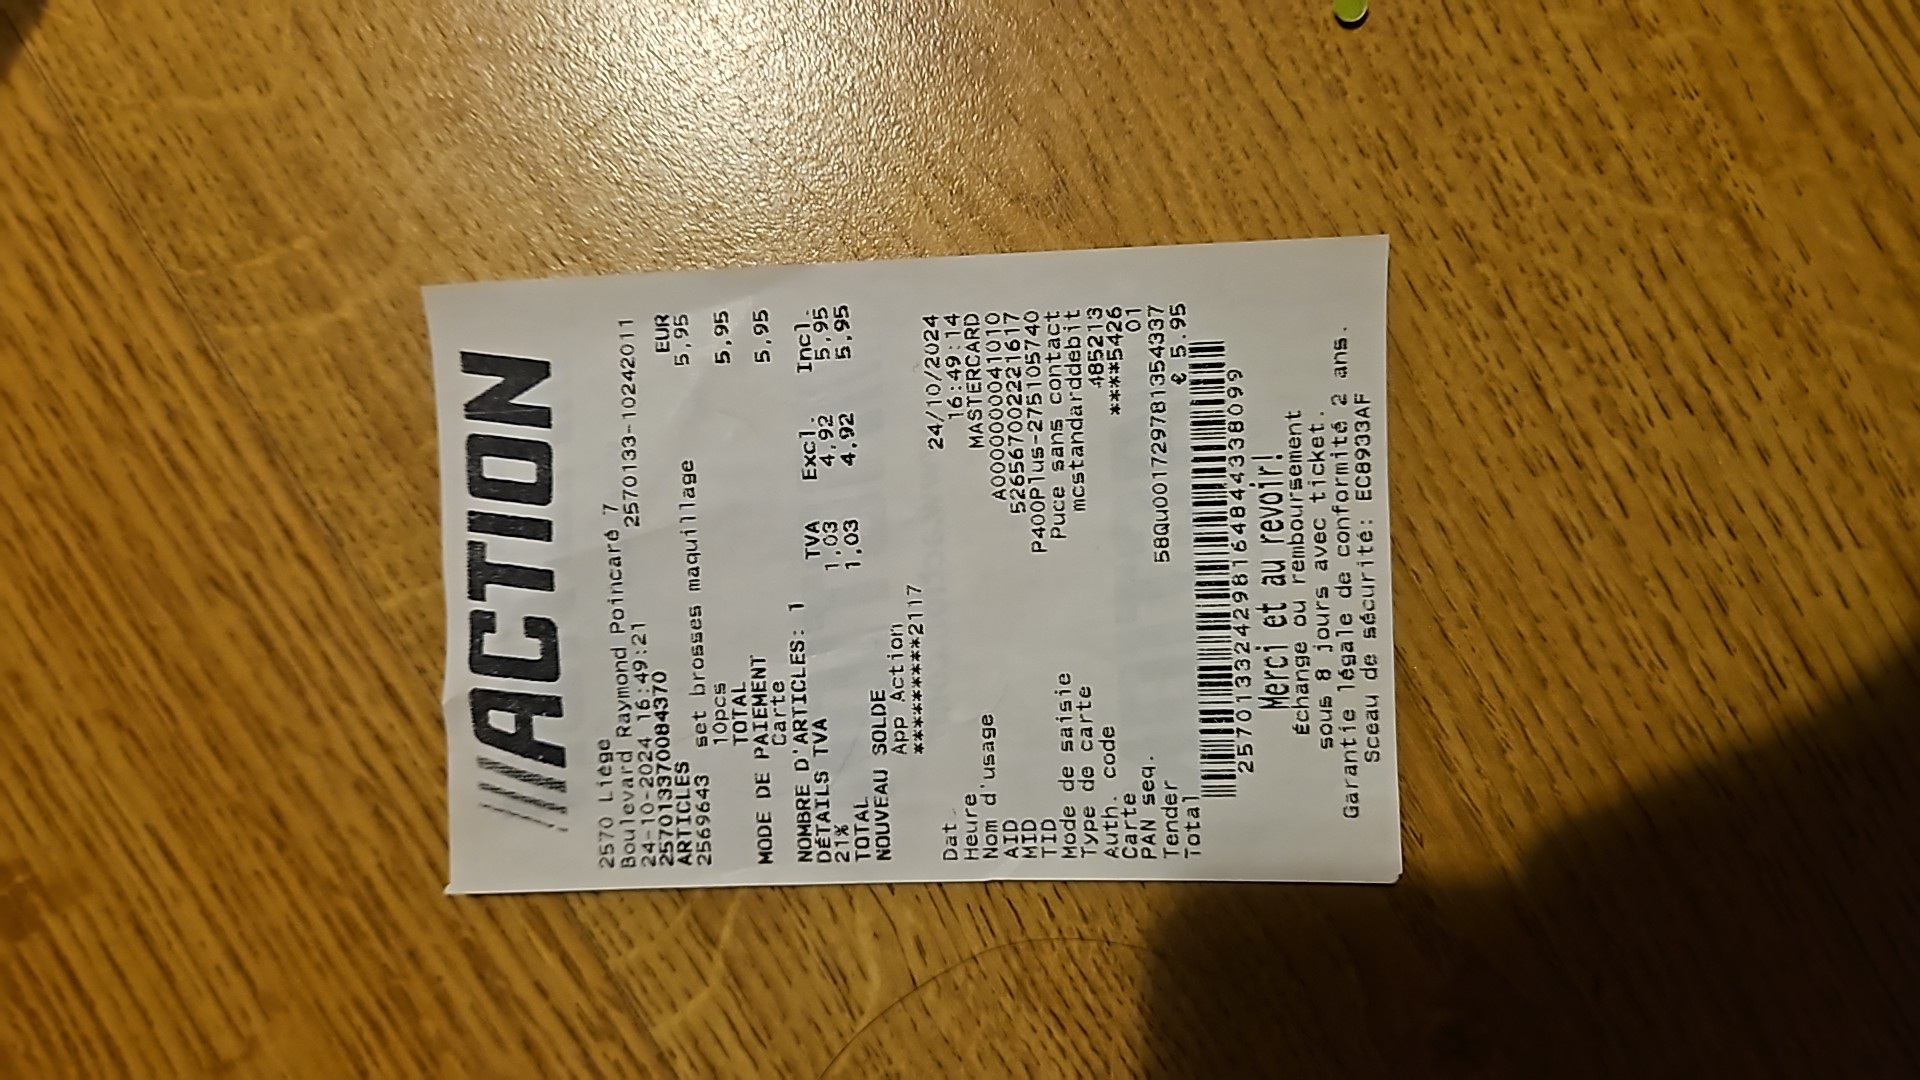 ACTION
2570 Liège
Boulevard Raymond Poincaré 7
24-10-2024 16:49:21 2570133-10242011
257013370084370
ARTICLES EUR
2569643 set brosses maquillage 5,95
10pcs
TOTAL 5,95
MODE DE PAIEMENT
Carte 5,95
NOMBRE D'ARTICLES: 1
DÉTAILS TVA TVA Excl. Incl.
21% 1,03 4,92 5,95
TOTAL 1,03 4,92 5,95
NOUVEAU SOLDE
App Action
*********2117
Dat. 24/10/2024
Heure 16:49:14
Nom d'usage MASTERCARD
AID A0000000041010
MID 526567002221617
TID P400Plus-275105740
Mode de saisie Puce sans contact
Type de carte mcstandarddebit
Auth. code 485213
Carte ****5426
PAN seq. 01
Tender 58QU001729781354337
Total € 5.95
257013324298164844338099
Merci et au revoir!
Échange ou remboursement
sous 8 jours avec ticket.
Garantie légale de conformité 2 ans.
Sceau de sécurité: EC8933AF